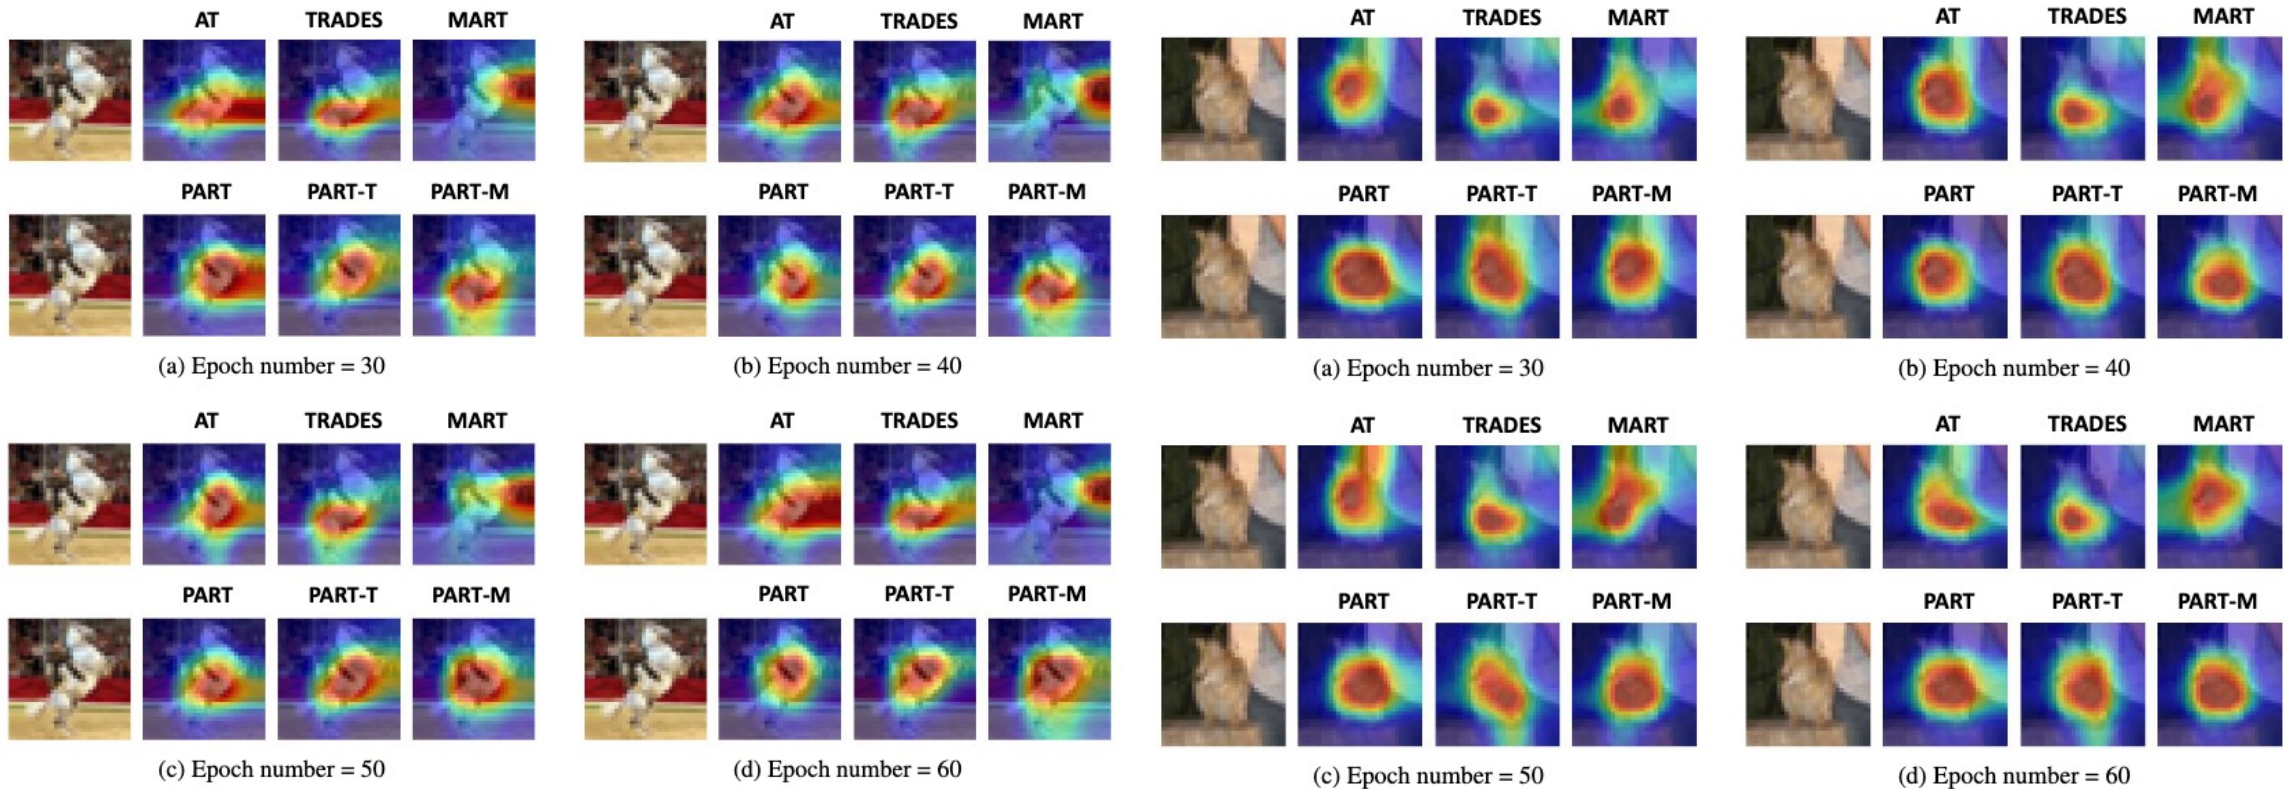 AT TRADES MART
PART PART-T PART-M
(a) Epoch number = 30
AT TRADES MART
PART PART-T PART-M
(b) Epoch number = 40
AT TRADES MART
PART PART-T PART-M
(c) Epoch number = 50
AT TRADES MART
PART PART-T PART-M
(d) Epoch number = 60
AT TRADES MART
PART PART-T PART-M
(a) Epoch number = 30
AT TRADES MART
PART PART-T PART-M
(b) Epoch number = 40
AT TRADES MART
PART PART-T PART-M
(c) Epoch number = 50
AT TRADES MART
PART PART-T PART-M
(d) Epoch number = 60